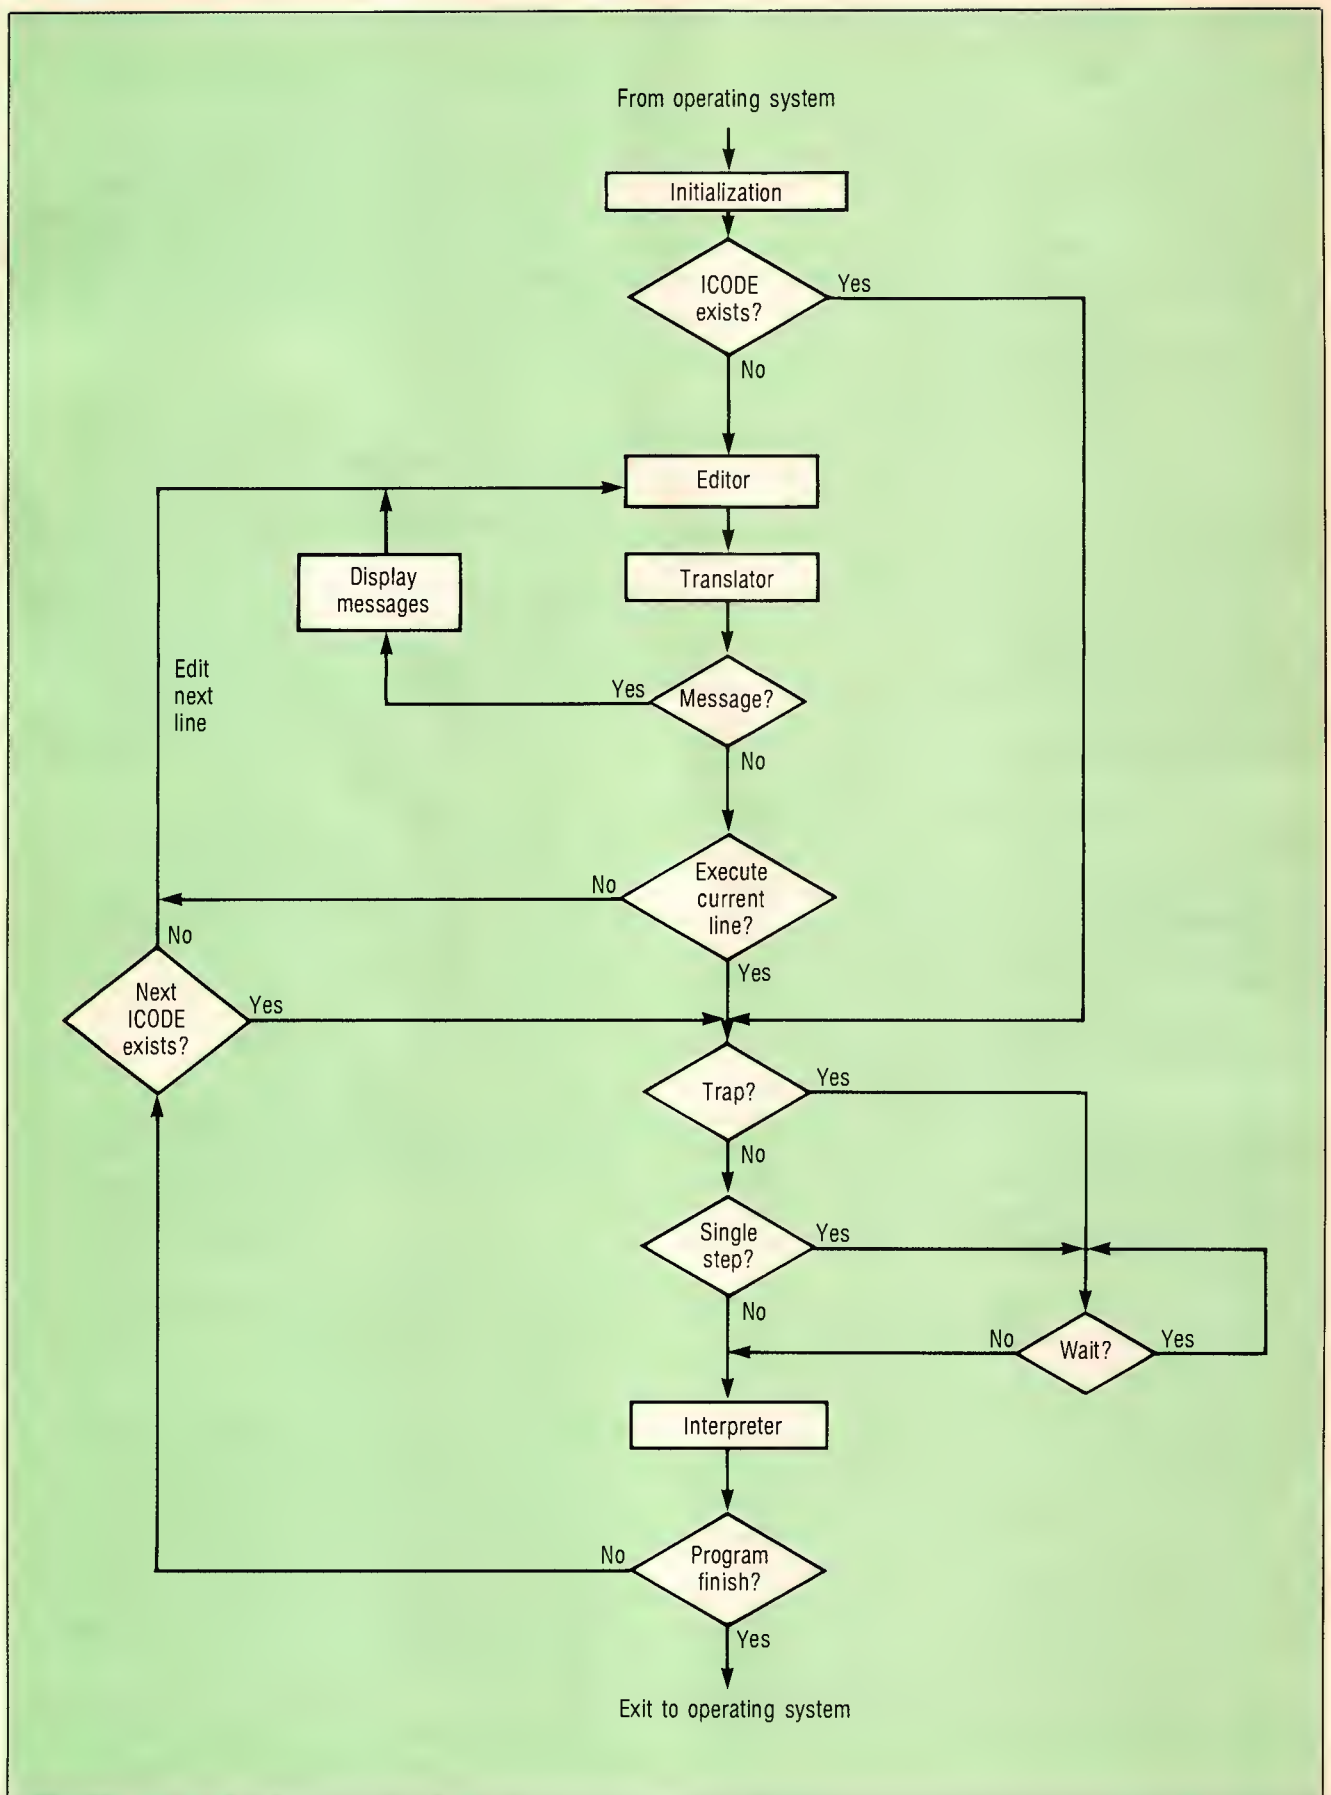 From operating system
Initialization
ICODE
exists?
Yes
No
Editor
Translator
Display
messages
Edit
next
line
Yes
Message?
No
Execute
current
line?
No
Yes
No
Next
ICODE
exists?
Yes
Trap?
Yes
No
Single
step?
Yes
No
No
Wait?
Yes
Interpreter
Program
finish?
No
Yes
Exit to operating system